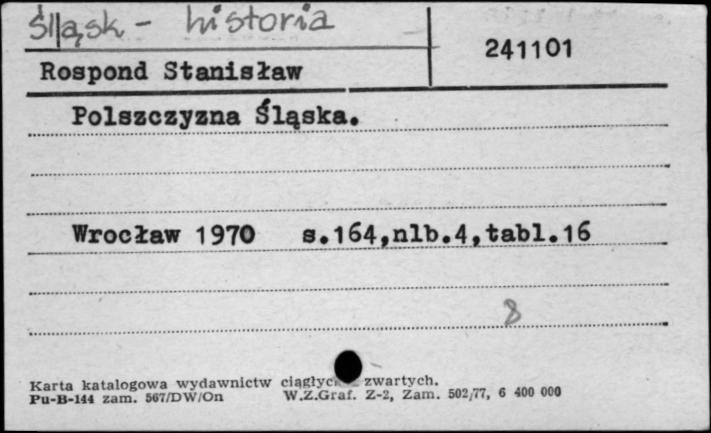 Śląsk - historia
241101
Rospond Stanisław
Polszczyzna Śląska.
Wrocław 1970 s.164,nlb.4,tabl.16
8
Karta katalogowa wydawnictw zwartych.
Pu-B-144 zam. 567/DW/On W.Z.Graf. Z-2, Zam. 502/77, 6 400 000